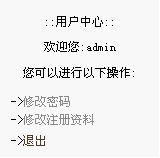 ::用户中心::
欢迎您:admin
您可以进行以下操作:
->修改密码
->修改注册资料
->退出